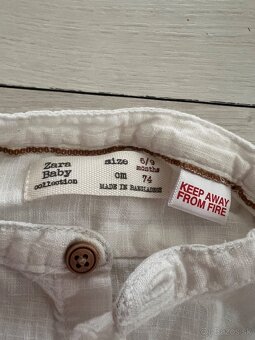 Zara
Baby
collection
size 6/9
months
cm 74
MADE IN BANGLADESH
KEEP AWAY
FROM FIRE